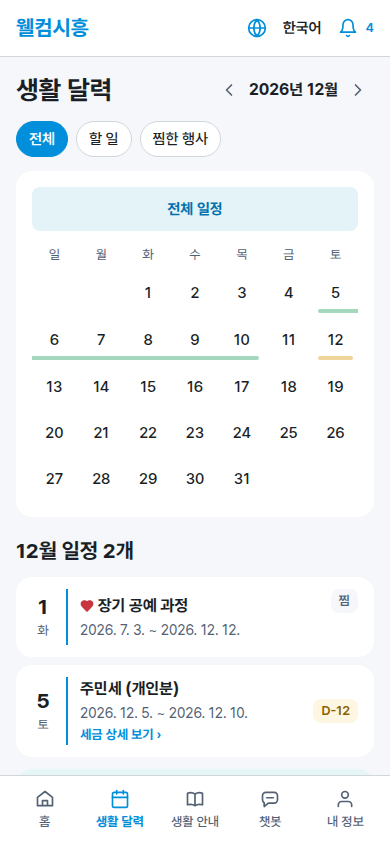 웰컴시흥
한국어
4
생활 달력
2026년 12월
전체
할 일
찜한 행사
전체 일정
일 월 화 수 목 금 토
1 2 3 4 5
6 7 8 9 10 11 12
13 14 15 16 17 18 19
20 21 22 23 24 25 26
27 28 29 30 31
12월 일정 2개
1
화
장기 공예 과정
2026. 7. 3. ~ 2026. 12. 12.
찜
5
토
주민세 (개인분)
2026. 12. 5. ~ 2026. 12. 10.
세금 상세 보기 ›
D-12
홈
생활 달력
생활 안내
챗봇
내 정보